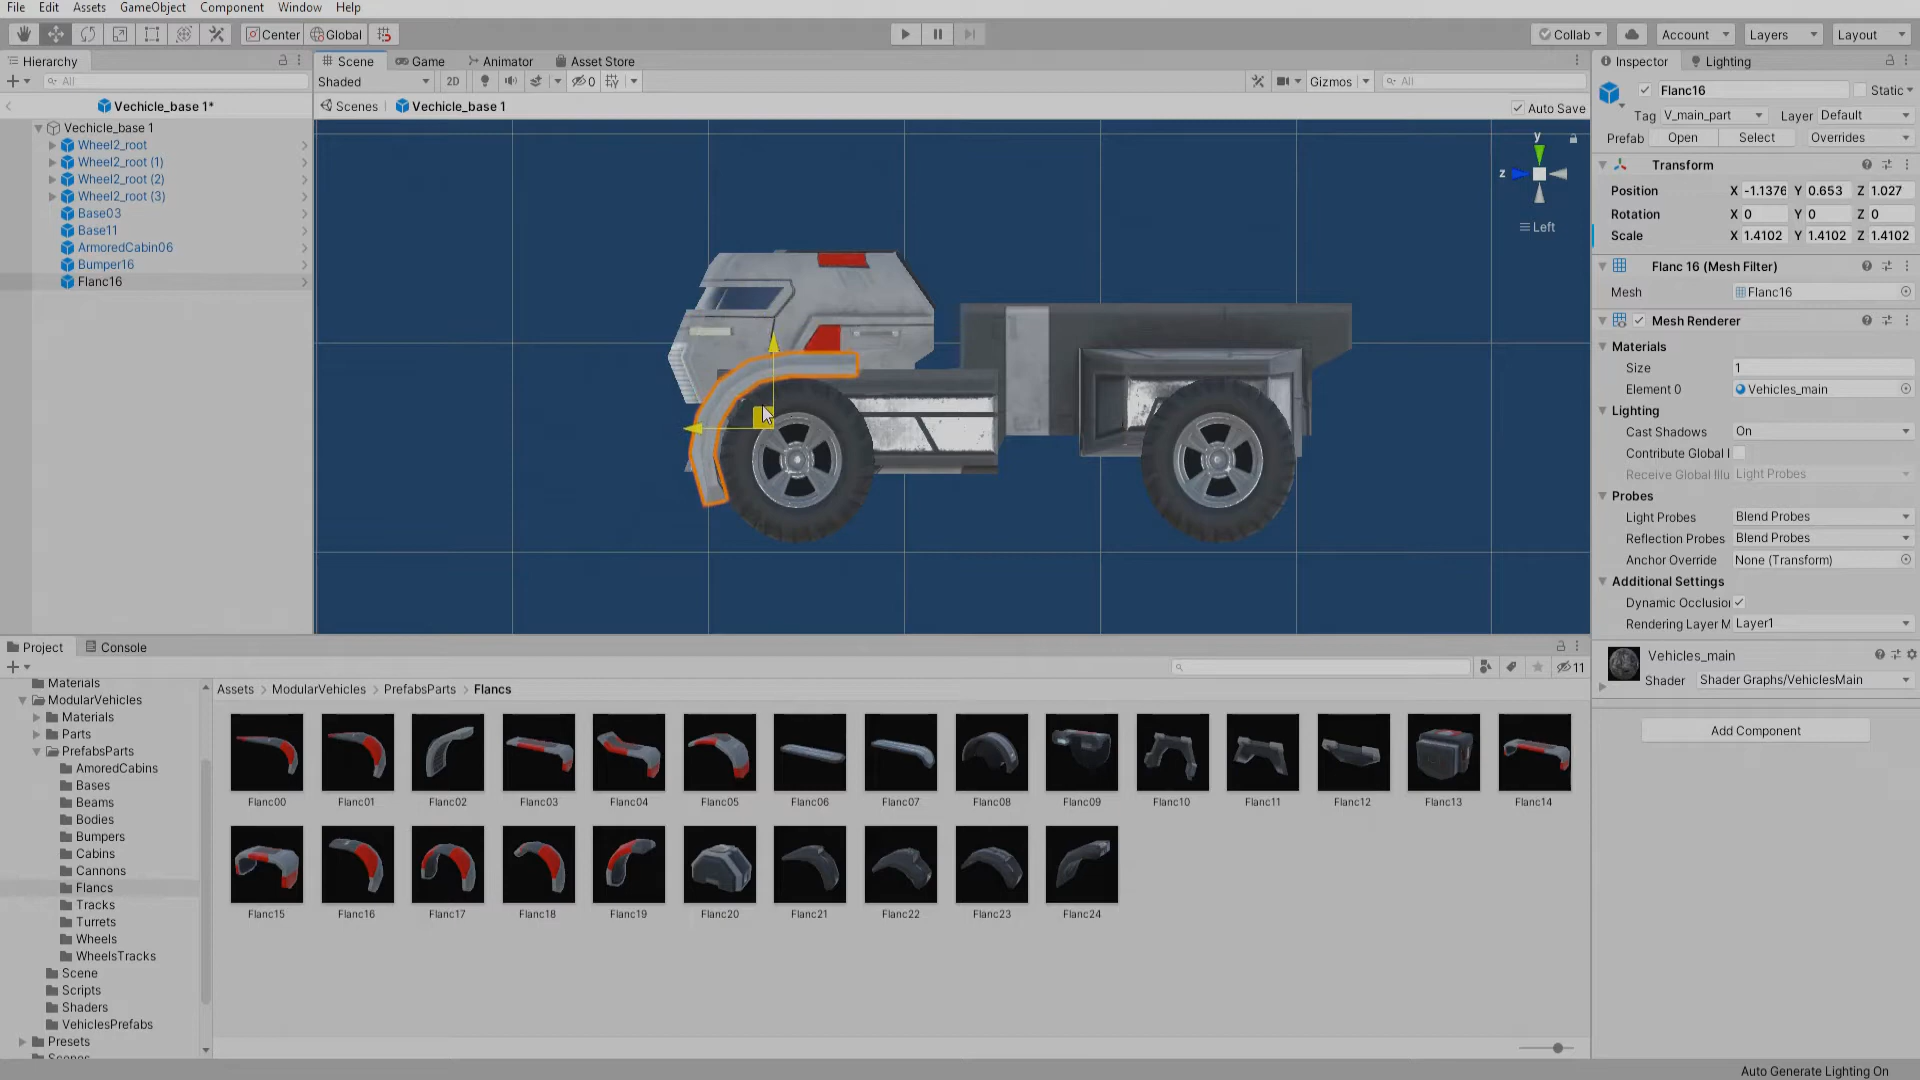 File Edit Assets GameObject Component Window Help
Center Global Collab Account Layers Layout
Hierarchy Scene Game Animator Asset Store Inspector Lighting
All Shaded 2D 0 Gizmos All
Vechicle_base 1* Scenes Vechicle_base 1 Auto Save
Vechicle_base 1
Wheel2_root
Wheel2_root (1)
Wheel2_root (2)
Wheel2_root (3)
Base03
Base11
ArmoredCabin06
Bumper16
Flanc16
y
z
Left
Flanc16 Static
Tag V_main_part Layer Default
Prefab Open Select Overrides
Transform
Position X -1.1376 Y 0.653 Z 1.027
Rotation X 0 Y 0 Z 0
Scale X 1.4102 Y 1.4102 Z 1.4102
Flanc 16 (Mesh Filter)
Mesh Flanc16
Mesh Renderer
Materials
Size 1
Element 0 Vehicles_main
Lighting
Cast Shadows On
Contribute Global I
Receive Global Illu Light Probes
Probes
Light Probes Blend Probes
Reflection Probes Blend Probes
Anchor Override None (Transform)
Additional Settings
Dynamic Occlusion
Rendering Layer M Layer1
Vehicles_main
Shader Shader Graphs/VehiclesMain
Add Component
Project Console
11
Materials
ModularVehicles
Materials
Parts
PrefabsParts
AmoredCabins
Bases
Beams
Bodies
Bumpers
Cabins
Cannons
Flancs
Tracks
Turrets
Wheels
WheelsTracks
Scene
Scripts
Shaders
VehiclesPrefabs
Presets
Scenes
Assets > ModularVehicles > PrefabsParts > Flancs
Flanc00 Flanc01 Flanc02 Flanc03 Flanc04 Flanc05 Flanc06 Flanc07 Flanc08 Flanc09 Flanc10 Flanc11 Flanc12 Flanc13 Flanc14
Flanc15 Flanc16 Flanc17 Flanc18 Flanc19 Flanc20 Flanc21 Flanc22 Flanc23 Flanc24
Auto Generate Lighting On